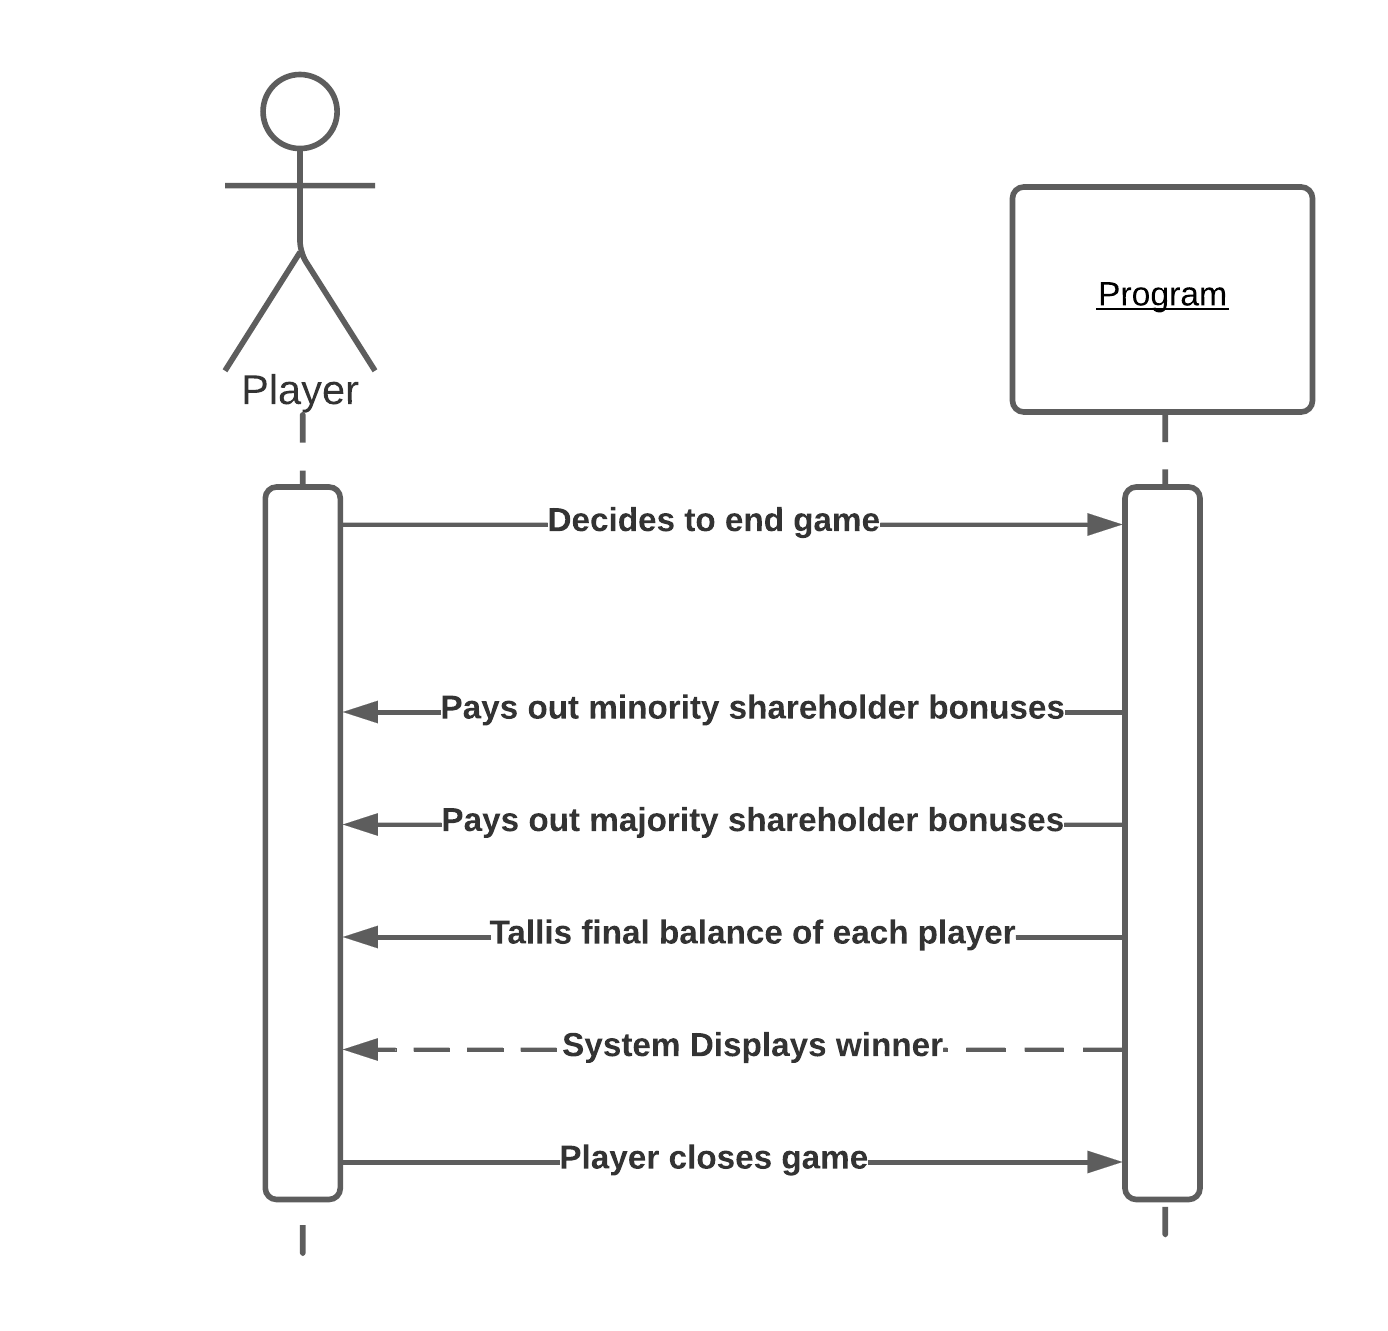 Player
Program
Decides to end game
Pays out minority shareholder bonuses
Pays out majority shareholder bonuses
Tallis final balance of each player
System Displays winner
Player closes game